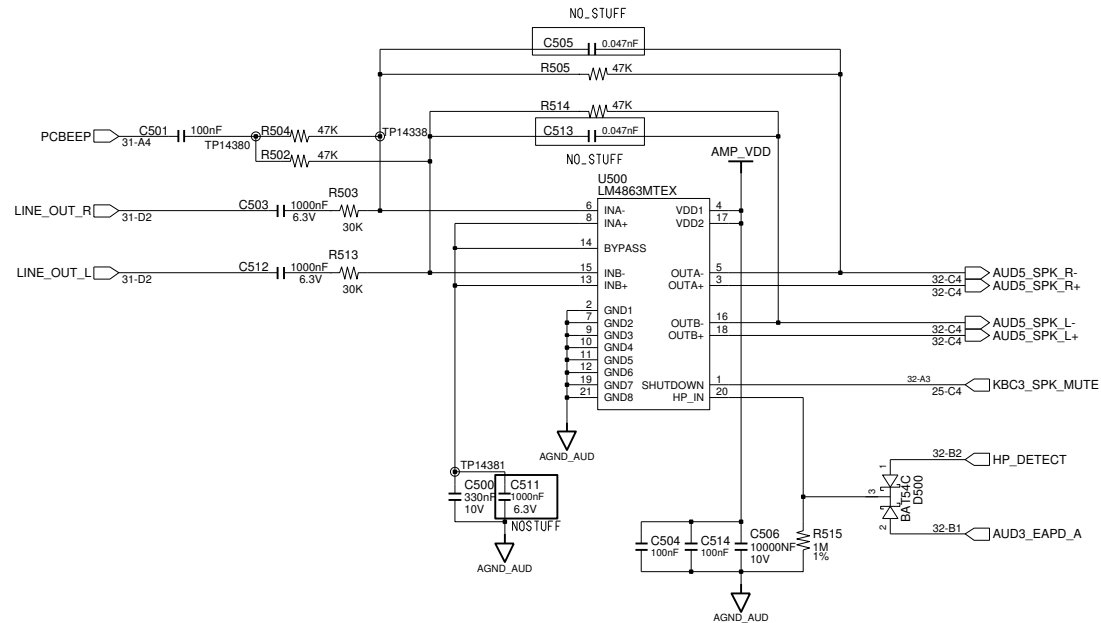 NO_STUFF
C505 0.047nF
R505 47K
R514 47K
C513 0.047nF
NO_STUFF
PCBEEP 31-A4 C501 100nF TP14380 R504 47K TP14338
R502 47K
AMP_VDD
U500
LM4863MTEX
LINE_OUT_R 31-D2 C503 1000nF 6.3V R503 30K
LINE_OUT_L 31-D2 C512 1000nF 6.3V R513 30K
6 INA- VDD1 4
8 INA+ VDD2 17
14 BYPASS
15 INB- OUTA- 5 32-C4 AUD5_SPK_R-
13 INB+ OUTA+ 3 32-C4 AUD5_SPK_R+
2 GND1
7 GND2 OUTB- 16 32-C4 AUD5_SPK_L-
9 GND3 OUTB+ 18 32-C4 AUD5_SPK_L+
10 GND4
11 GND5
12 GND6
19 GND7 SHUTDOWN 1 32-A3 25-C4 KBC3_SPK_MUTE
21 GND8 HP_IN 20
AGND_AUD
TP14381
C500 330nF 10V
C511 1000nF 6.3V
NOSTUFF
AGND_AUD
C504 100nF
C514 100nF
C506 10000NF 10V
R515 1M 1%
AGND_AUD
1 32-B2 HP_DETECT
3 BAT54C D500
2 32-B1 AUD3_EAPD_A